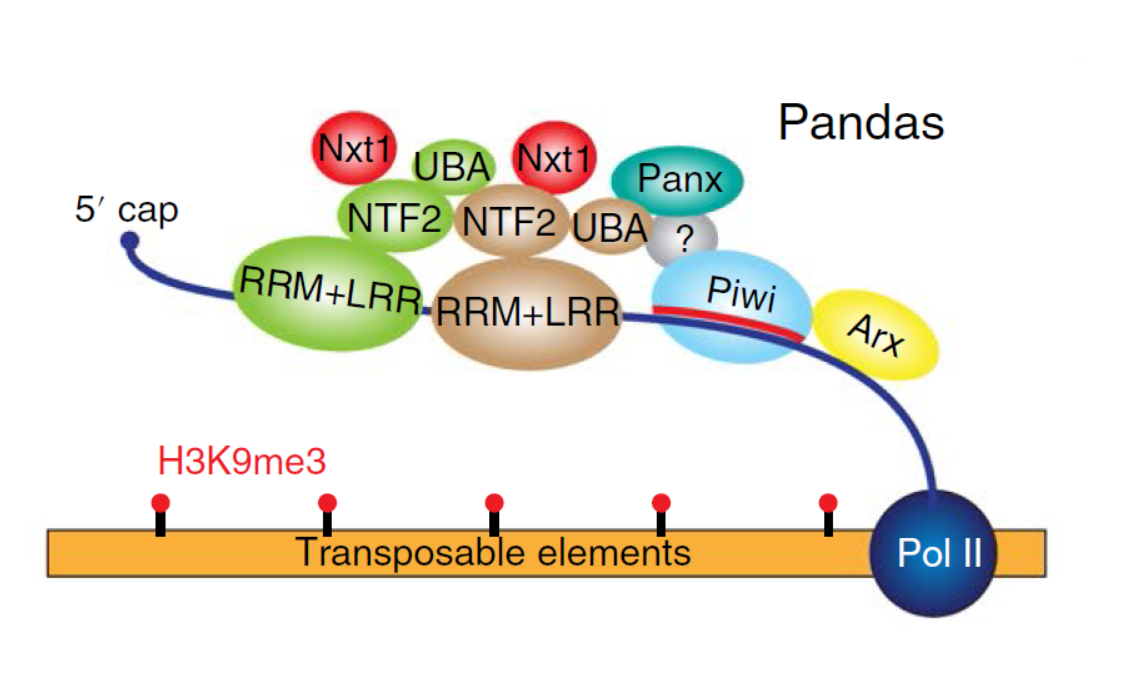 Pandas
Nxt1
UBA
Nxt1
Panx
5′ cap
NTF2
NTF2
UBA
?
RRM+LRR
RRM+LRR
Piwi
Arx
H3K9me3
Transposable elements
Pol II